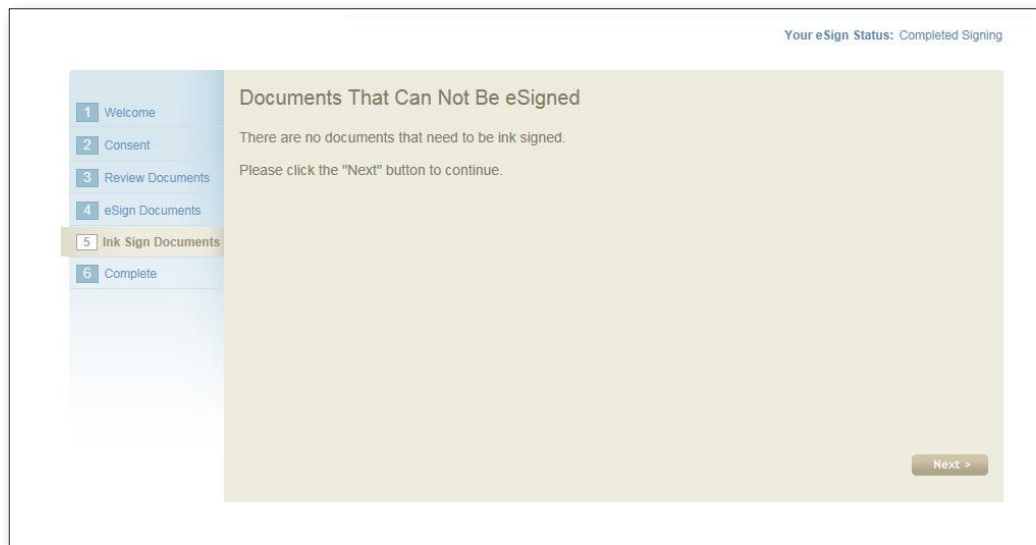 Your eSign Status: Completed Signing
1 Welcome
2 Consent
3 Review Documents
4 eSign Documents
5 Ink Sign Documents
6 Complete
Documents That Can Not Be eSigned
There are no documents that need to be ink signed.
Please click the "Next" button to continue.
Next >